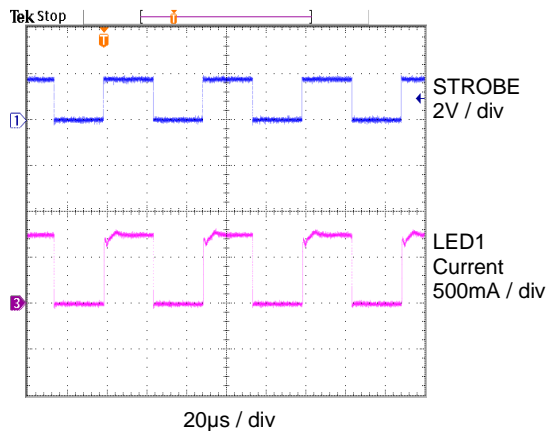 Tek Stop
T
T
1
STROBE
2V / div
3
LED1
Current
500mA / div
20µs / div